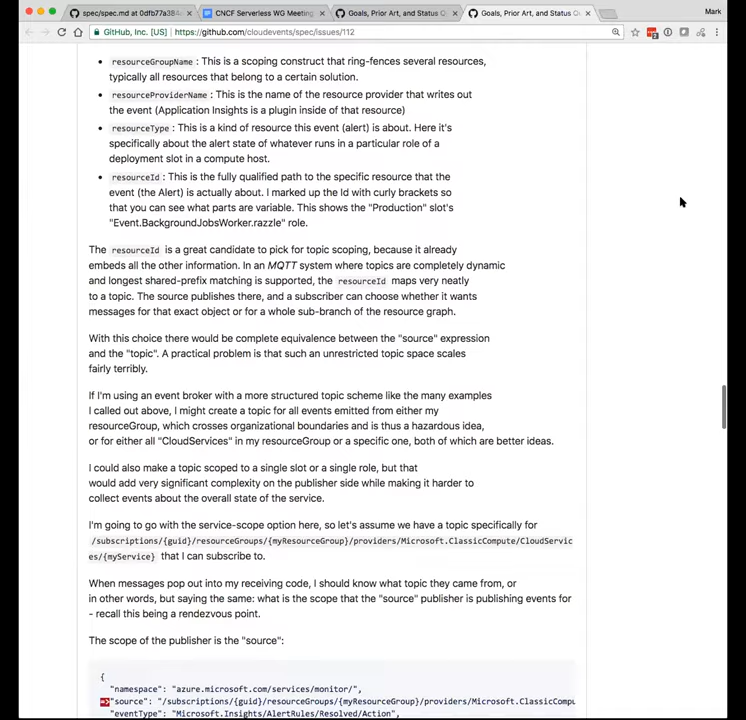 spec/spec.md at 0dfb77a384
CNCF Serverless WG Meeting
Goals, Prior Art, and Status
Goals, Prior Art, and Status
Mark
GitHub, Inc. [US] | https://github.com/cloudevents/spec/issues/112
• resourceGroupName : This is a scoping construct that ring-fences several resources,
typically all resources that belong to a certain solution.
• resourceProviderName : This is the name of the resource provider that writes out
the event (Application Insights is a plugin inside of that resource)
• resourceType : This is a kind of resource this event (alert) is about. Here it's
specifically about the alert state of whatever runs in a particular role of a
deployment slot in a compute host.
• resourceId : This is the fully qualified path to the specific resource that the
event (the Alert) is actually about. I marked up the Id with curly brackets so
that you can see what parts are variable. This shows the "Production" slot's
"Event.BackgroundJobsWorker.razzle" role.
The resourceId is a great candidate to pick for topic scoping, because it already
embeds all the other information. In an MQTT system where topics are completely dynamic
and longest shared-prefix matching is supported, the resourceId maps very neatly
to a topic. The source publishes there, and a subscriber can choose whether it wants
messages for that exact object or for a whole sub-branch of the resource graph.
With this choice there would be complete equivalence between the "source" expression
and the "topic". A practical problem is that such an unrestricted topic space scales
fairly terribly.
If I'm using an event broker with a more structured topic scheme like the many examples
I called out above, I might create a topic for all events emitted from either my
resourceGroup, which crosses organizational boundaries and is thus a hazardous idea,
or for either all "CloudServices" in my resourceGroup or a specific one, both of which are better ideas.
I could also make a topic scoped to a single slot or a single role, but that
would add very significant complexity on the publisher side while making it harder to
collect events about the overall state of the service.
I'm going to go with the service-scope option here, so let's assume we have a topic specifically for
/subscriptions/{guid}/resourceGroups/{myResourceGroup}/providers/Microsoft.ClassicCompute/CloudServic
es/{myService} that I can subscribe to.
When messages pop out into my receiving code, I should know what topic they came from, or
in other words, but saying the same: what is the scope that the "source" publisher is publishing events for
- recall this being a rendezvous point.
The scope of the publisher is the "source":
{
"namespace": "azure.microsoft.com/services/monitor/",
"source": "/subscriptions/{guid}/resourceGroups/{myResourceGroup}/providers/Microsoft.ClassicCompu
"eventType": "Microsoft.Insights/AlertRules/Resolved/Action",